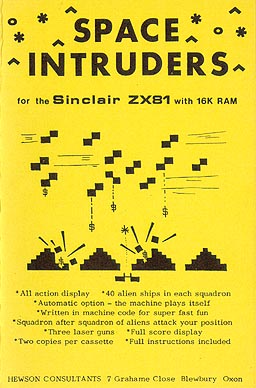 SPACE
INTRUDERS
for the Sinclair ZX81 with 16K RAM
*All action display *40 alien ships in each squadron
*Automatic option - the machine plays itself
*Written in machine code for super fast fun
*Squadron after squadron of aliens attack your position
*Three laser guns *Full score display
*Two copies per cassette *Full instructions included
HEWSON CONSULTANTS 7 Grahame Close Blewbury Oxon